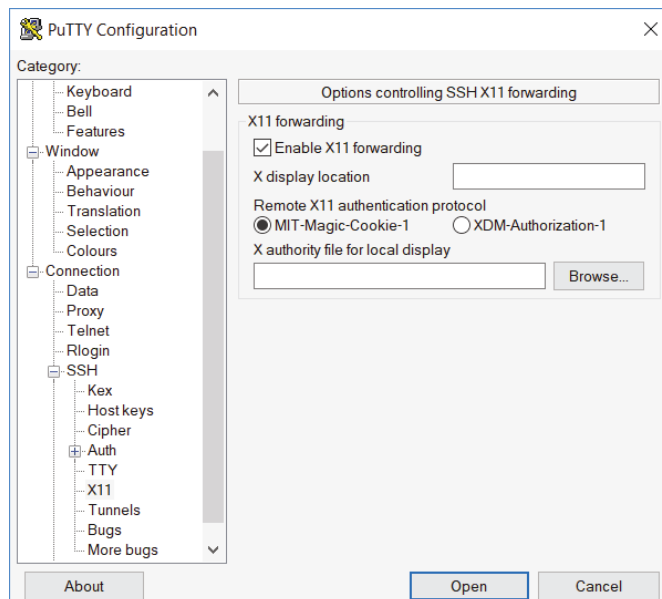 PuTTY Configuration
Category:
Keyboard
Bell
Features
Window
Appearance
Behaviour
Translation
Selection
Colours
Connection
Data
Proxy
Telnet
Rlogin
SSH
Kex
Host keys
Cipher
Auth
TTY
X11
Tunnels
Bugs
More bugs
Options controlling SSH X11 forwarding
X11 forwarding
Enable X11 forwarding
X display location
Remote X11 authentication protocol
MIT-Magic-Cookie-1 XDM-Authorization-1
X authority file for local display
Browse...
About Open Cancel